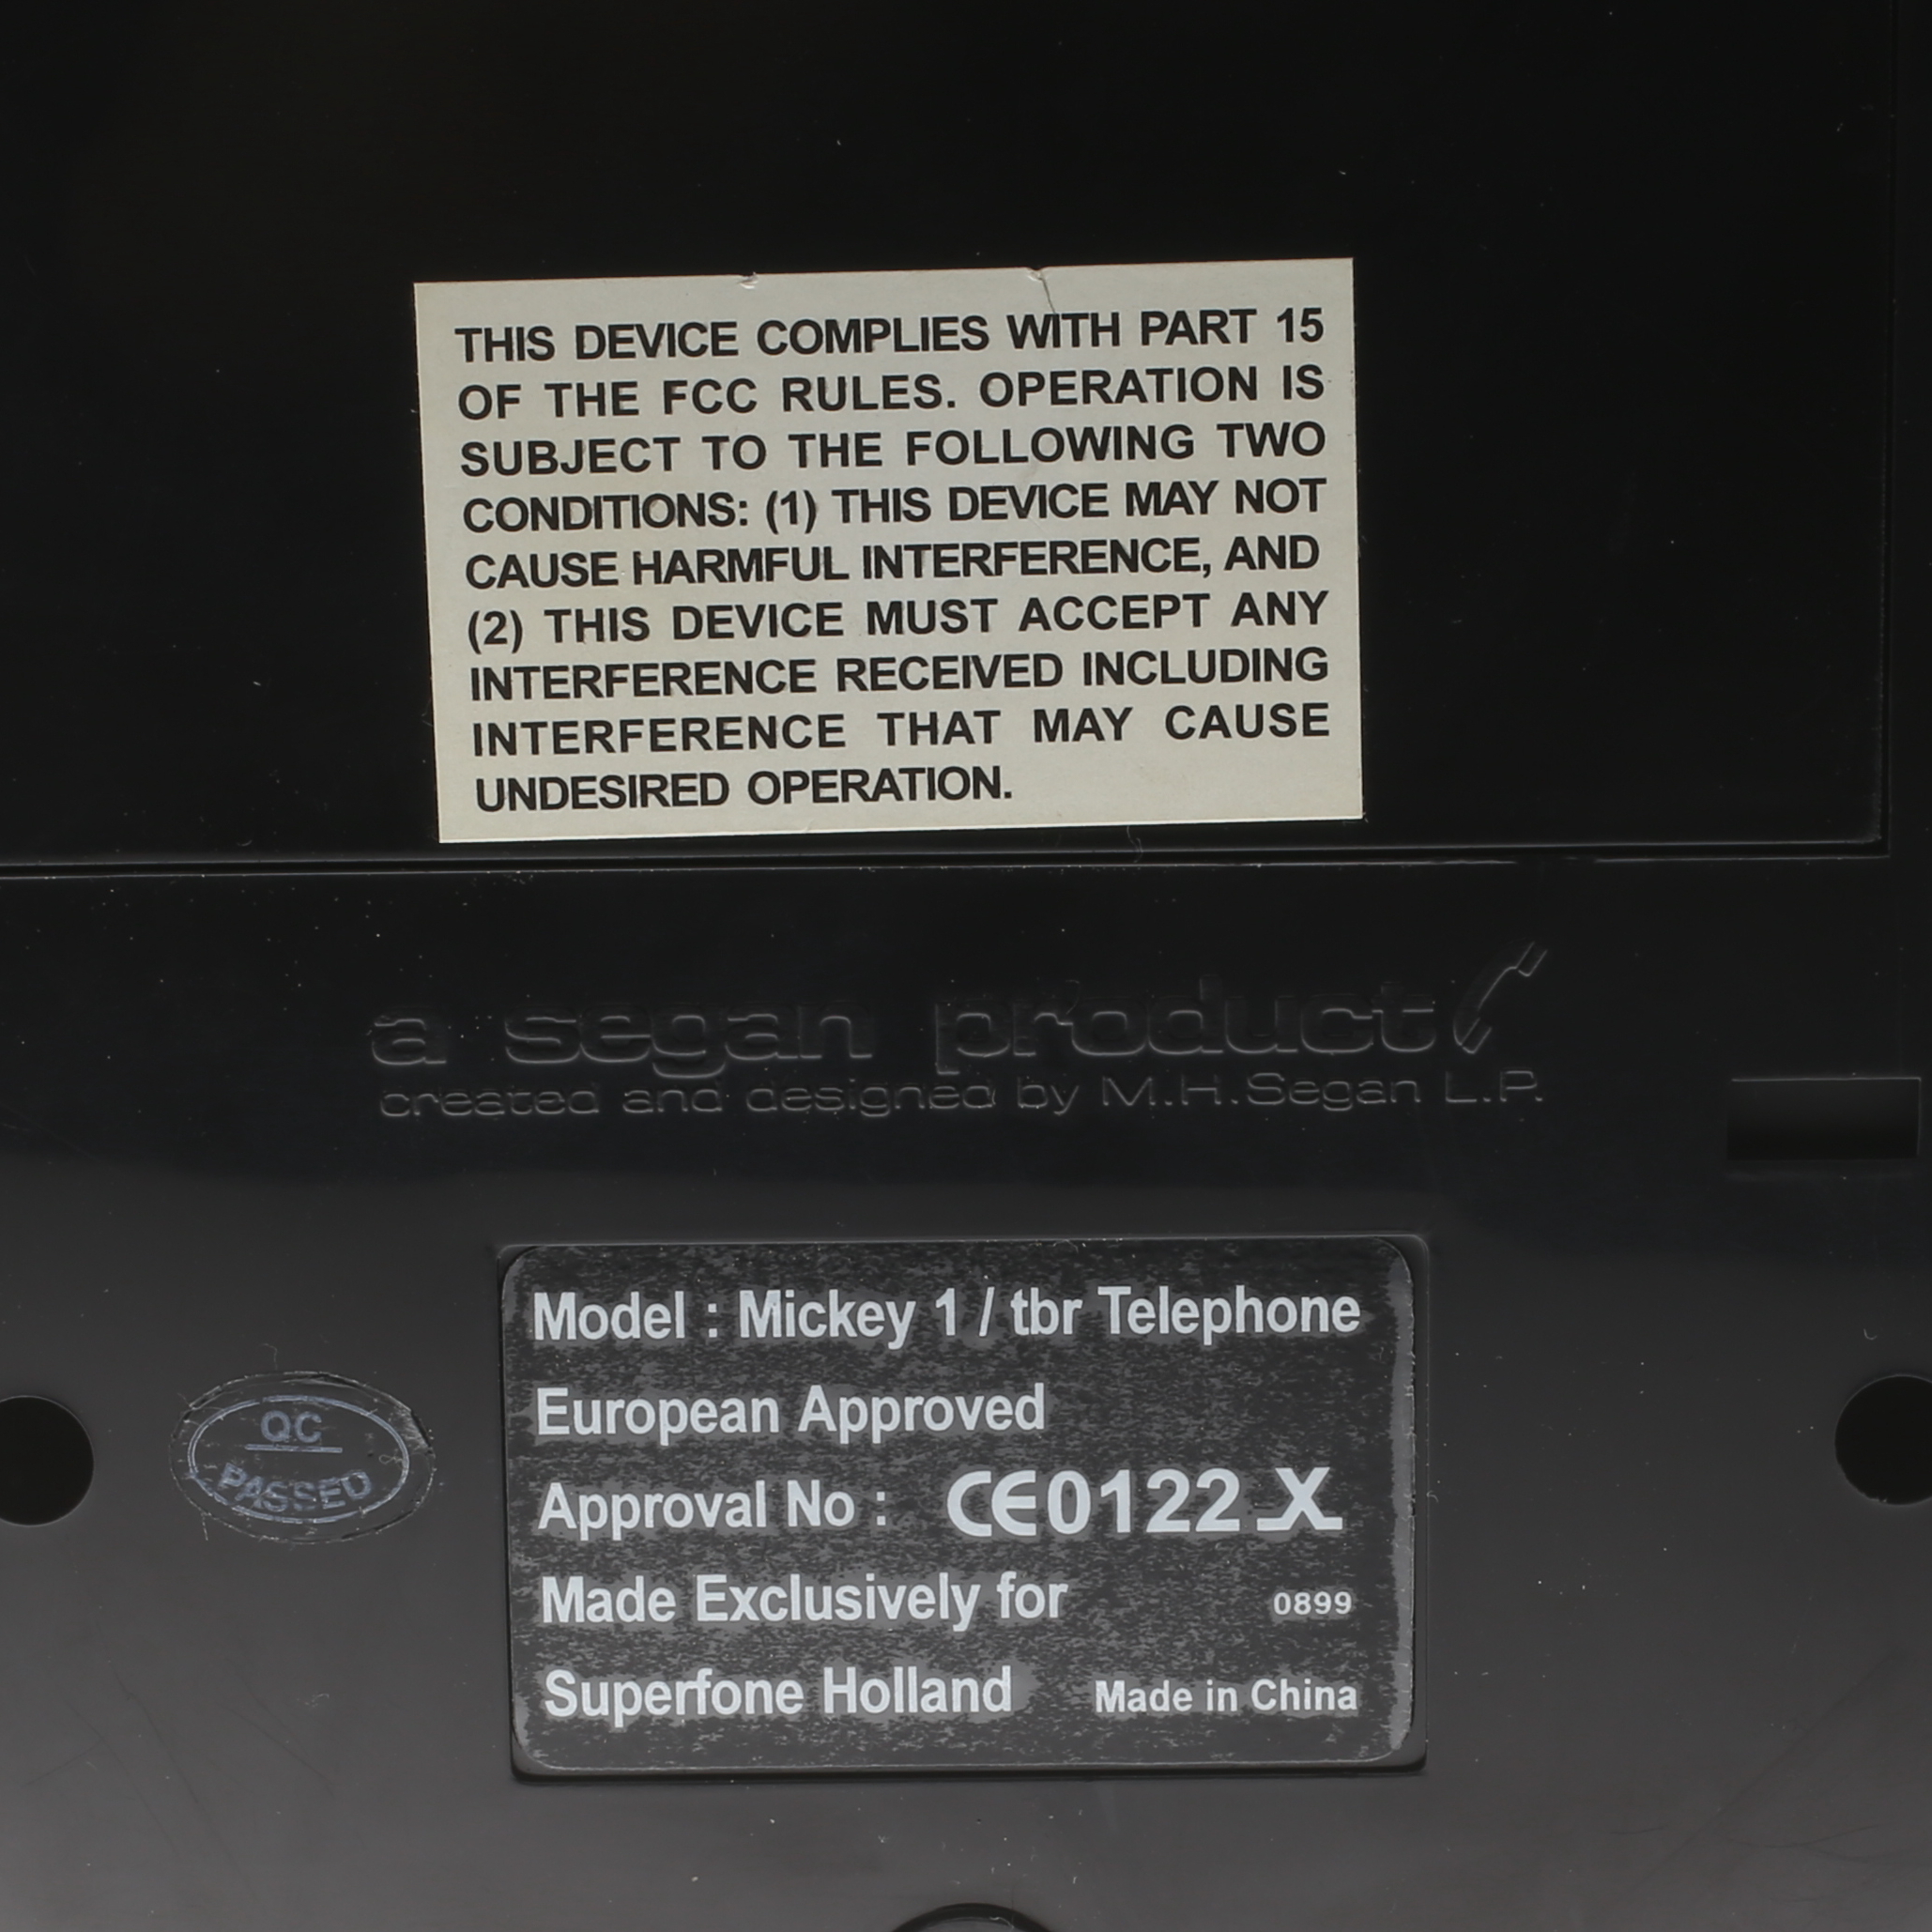 THIS DEVICE COMPLIES WITH PART 15
OF THE FCC RULES. OPERATION IS
SUBJECT TO THE FOLLOWING TWO
CONDITIONS: (1) THIS DEVICE MAY NOT
CAUSE HARMFUL INTERFERENCE, AND
(2) THIS DEVICE MUST ACCEPT ANY
INTERFERENCE RECEIVED INCLUDING
INTERFERENCE THAT MAY CAUSE
UNDESIRED OPERATION.
a segan product
created and designed by M.H.Segan L.P.
Model : Mickey 1 / tbr Telephone
European Approved
Approval No : CE0122 X
Made Exclusively for 0899
Superfone Holland Made in China
QC
PASSED